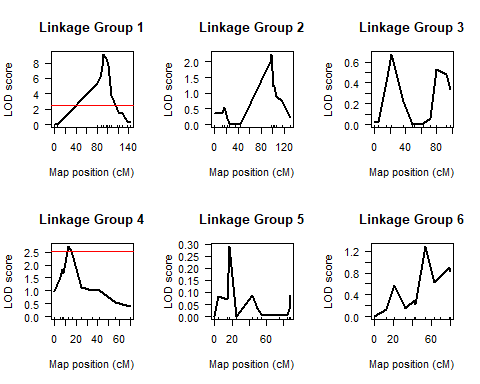 Linkage Group 1
LOD score
0 2 4 6 8
0 40 80 140
Map position (cM)
Linkage Group 2
LOD score
0.0 0.5 1.0 1.5 2.0
0 40 80 120
Map position (cM)
Linkage Group 3
LOD score
0.0 0.2 0.4 0.6
0 40 80
Map position (cM)
Linkage Group 4
LOD score
0.0 0.5 1.0 1.5 2.0 2.5
0 20 40 60
Map position (cM)
Linkage Group 5
LOD score
0.00 0.05 0.10 0.15 0.20 0.25 0.30
0 20 60
Map position (cM)
Linkage Group 6
LOD score
0.0 0.4 0.8 1.2
0 20 60
Map position (cM)